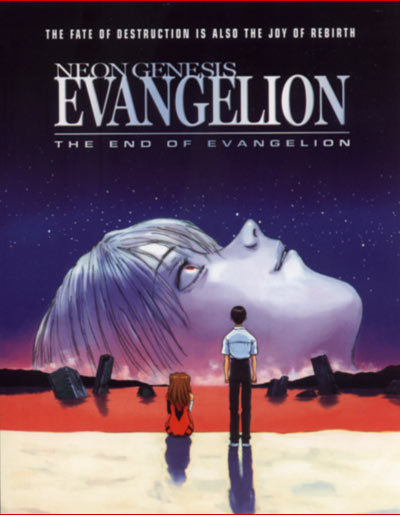 THE FATE OF DESTRUCTION IS ALSO THE JOY OF REBIRTH
NEON GENESIS
EVANGELION
THE END OF EVANGELION